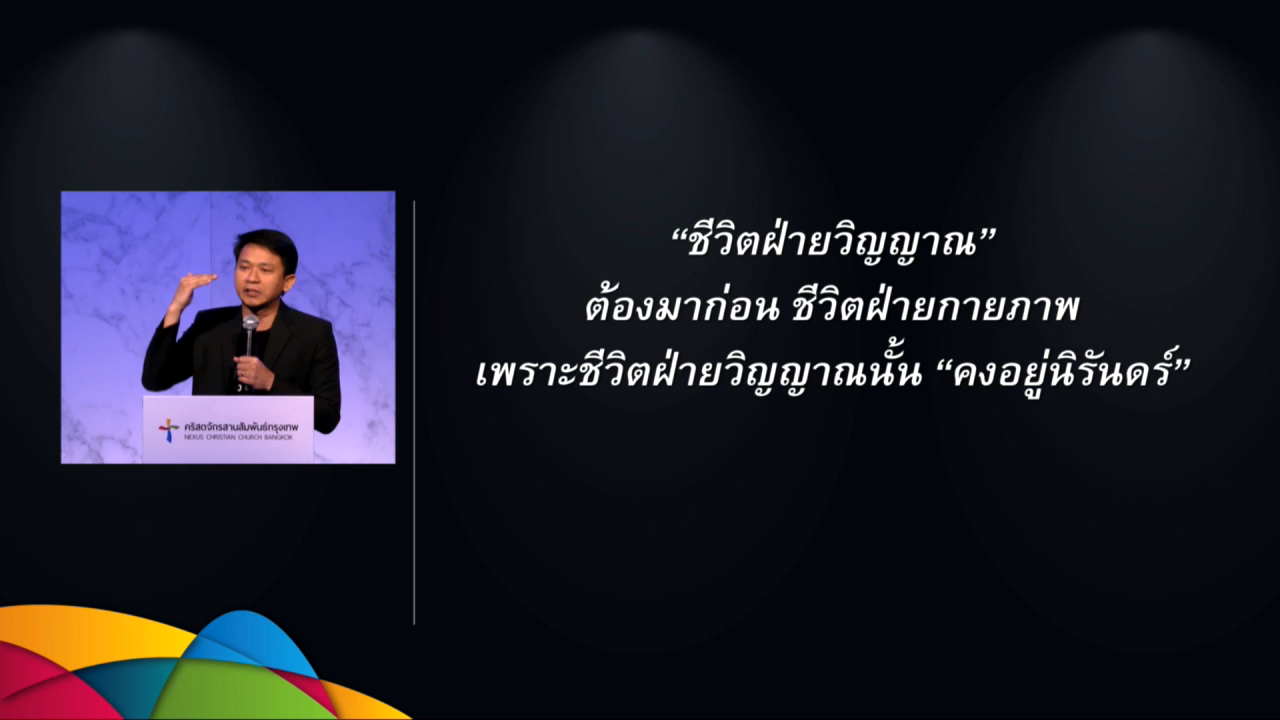 “ชีวิตฝ่ายวิญญาณ”
ต้องมาก่อน ชีวิตฝ่ายกายภาพ
เพราะชีวิตฝ่ายวิญญาณนั้น “คงอยู่นิรันดร์”
คริสตจักรสานสัมพันธ์กรุงเทพ
NEXUS CHRISTIAN CHURCH BANGKOK